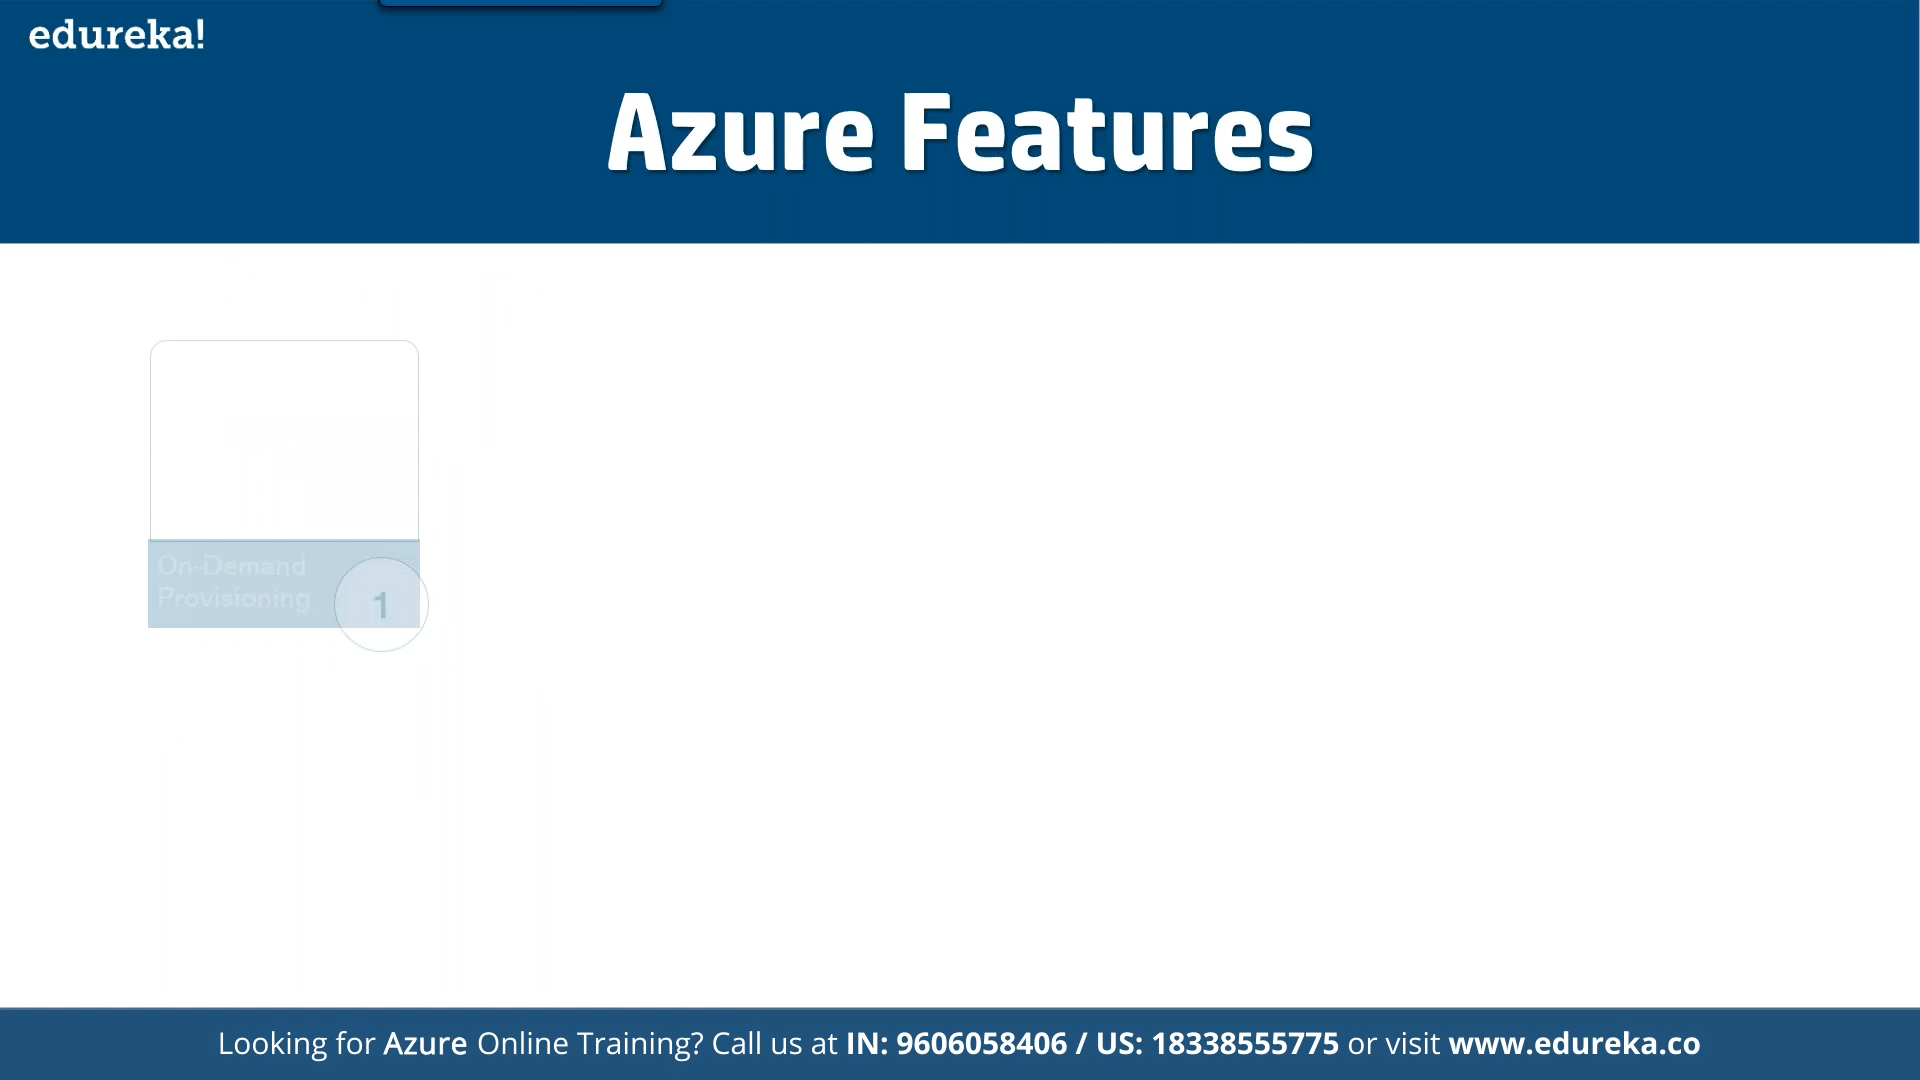 edureka!
Azure Features
On-Demand
Provisioning
1
Looking for Azure Online Training? Call us at IN: 9606058406 / US: 18338555775 or visit www.edureka.co